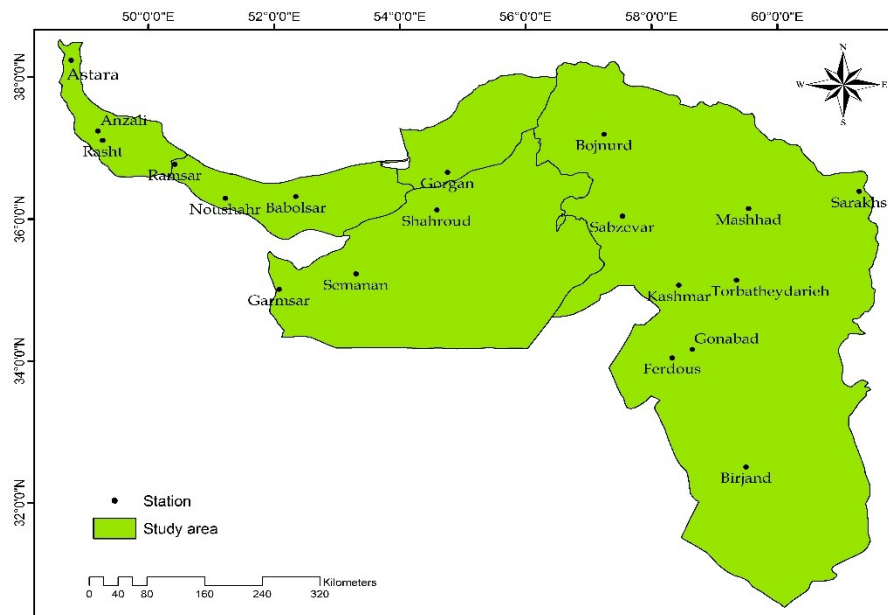 50°0'0"E 52°0'0"E 54°0'0"E 56°0'0"E 58°0'0"E 60°0'0"E
38°0'0"N
36°0'0"N
34°0'0"N
32°0'0"N
N
W E
S
Astara
Anzali
Rasht
Ramsar
Noushahr
Babolsar
Gorgan
Shahroud
Semanan
Garmsar
Bojnurd
Sabzevar
Mashhad
Sarakhs
Kashmar
Torbatheydarieh
Gonabad
Ferdous
Birjand
Station
Study area
Kilometers
0 40 80 160 240 320